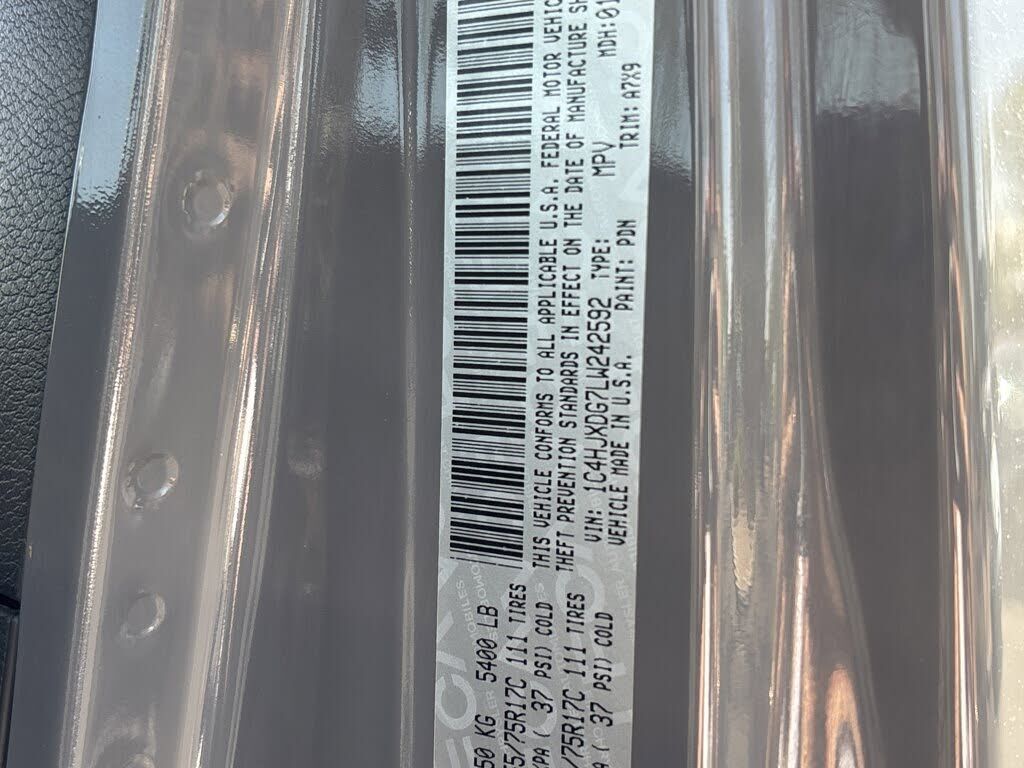 50 KG 5400 LB
5/75R17C 111 TIRES
KPA ( 37 PSI) COLD
/75R17C 111 TIRES
A ( 37 PSI) COLD
THIS VEHICLE CONFORMS TO ALL APPLICABLE U.S.A. FEDERAL MOTOR VEHIC
THEFT PREVENTION STANDARDS IN EFFECT ON THE DATE OF MANUFACTURE SH
VIN: 1C4HJXDG7LW242592 TYPE: MPV MDH:01
VEHICLE MADE IN U.S.A. PAINT: PDN TRIM: A7X9